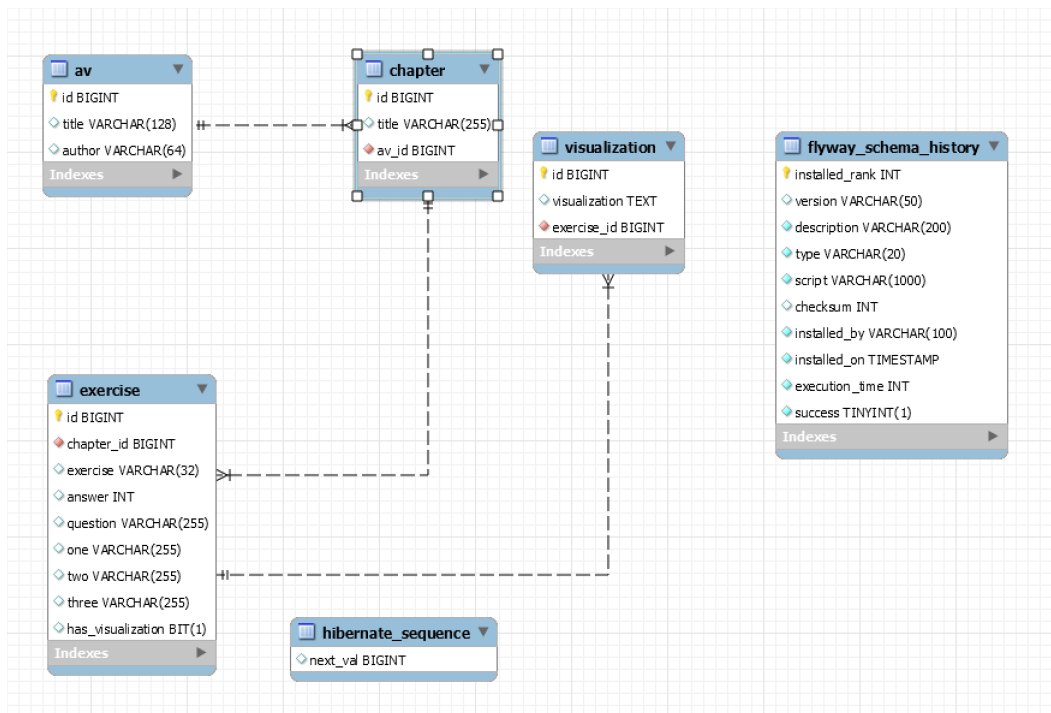 av
id BIGINT
title VARCHAR(128)
author VARCHAR(64)
Indexes
chapter
id BIGINT
title VARCHAR(255)
av_id BIGINT
Indexes
visualization
id BIGINT
visualization TEXT
exercise_id BIGINT
Indexes
flyway_schema_history
installed_rank INT
version VARCHAR(50)
description VARCHAR(200)
type VARCHAR(20)
script VARCHAR(1000)
checksum INT
installed_by VARCHAR(100)
installed_on TIMESTAMP
execution_time INT
success TINYINT(1)
Indexes
exercise
id BIGINT
chapter_id BIGINT
exercise VARCHAR(32)
answer INT
question VARCHAR(255)
one VARCHAR(255)
two VARCHAR(255)
three VARCHAR(255)
has_visualization BIT(1)
Indexes
hibernate_sequence
next_val BIGINT